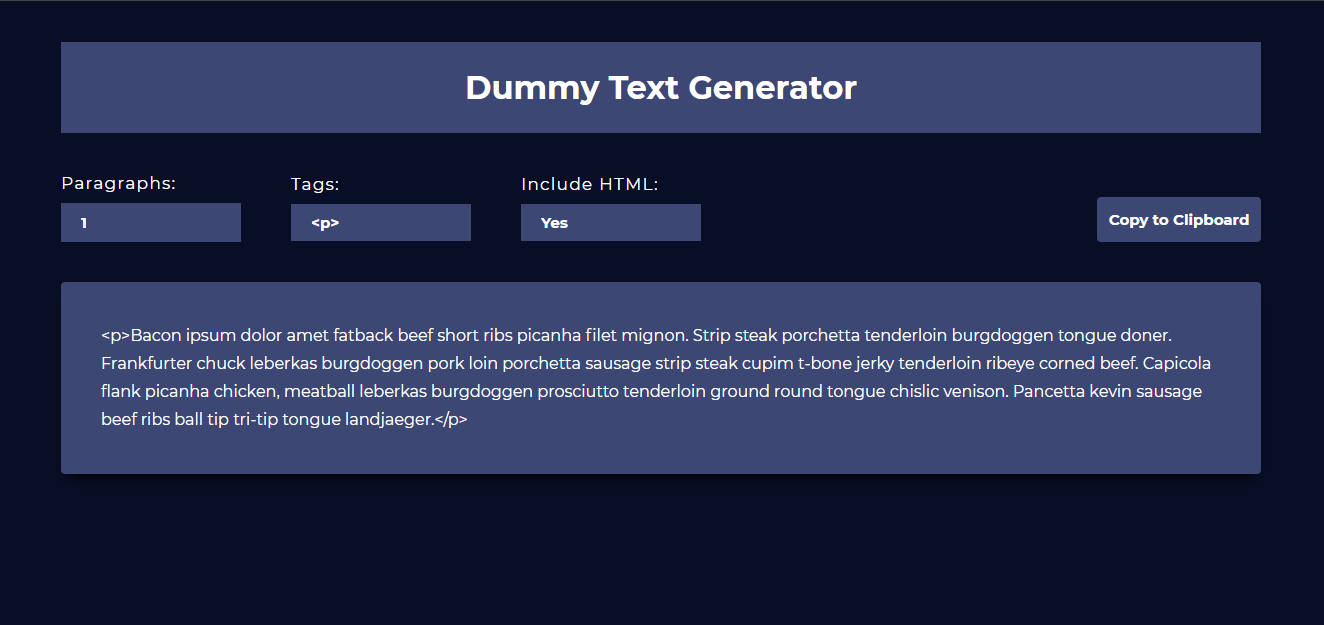 Dummy Text Generator
Paragraphs:
Tags:
Include HTML:
1
<p>
Yes
Copy to Clipboard
<p>Bacon ipsum dolor amet fatback beef short ribs picanha filet mignon. Strip steak porchetta tenderloin burgdoggen tongue doner.
Frankfurter chuck leberkas burgdoggen pork loin porchetta sausage strip steak cupim t-bone jerky tenderloin ribeye corned beef. Capicola
flank picanha chicken, meatball leberkas burgdoggen prosciutto tenderloin ground round tongue chislic venison. Pancetta kevin sausage
beef ribs ball tip tri-tip tongue landjaeger.</p>